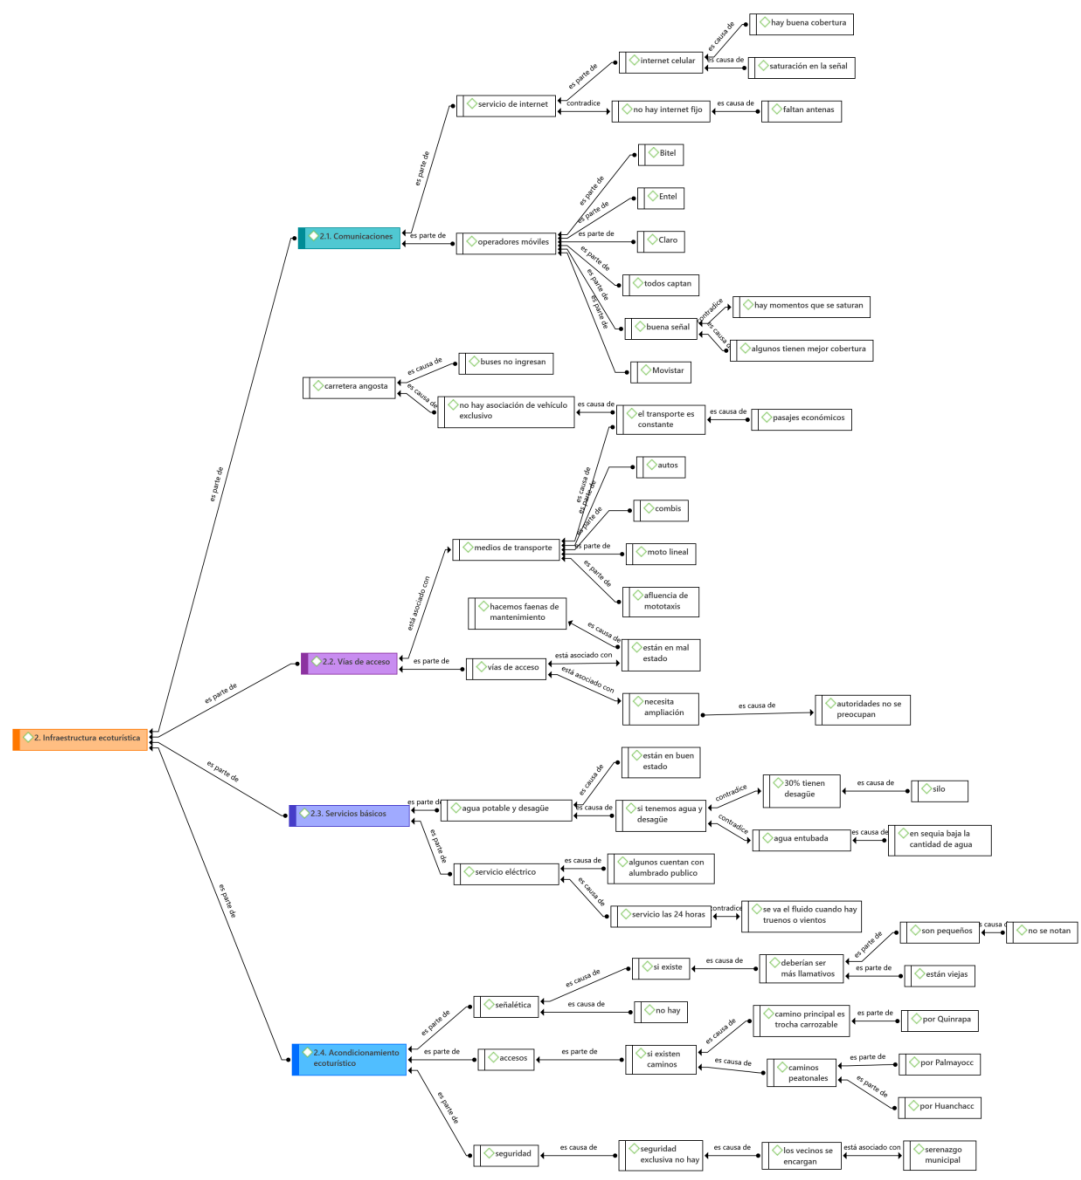 hay buena cobertura
es causa de
internet celular
es causa de
saturación en la señal
es parte de
servicio de internet
contradice
no hay internet fijo
es causa de
faltan antenas
es parte de
Bitel
es parte de
Entel
es parte de
2.1. Comunicaciones
es parte de
operadores móviles
es parte de
Claro
es parte de
todos captan
es parte de
buena señal
contradice
hay momentos que se saturan
es causa de
algunos tienen mejor cobertura
es parte de
Movistar
carretera angosta
es causa de
buses no ingresan
es causa de
no hay asociación de vehículo
exclusivo
es causa de
el transporte es
constante
es causa de
pasajes económicos
es parte de
es causa de
es parte de
autos
es parte de
combis
medios de transporte
es parte de
moto lineal
es parte de
afluencia de
mototaxis
está asociado con
hacemos faenas de
mantenimiento
es causa de
2.2. Vías de acceso
es parte de
vías de acceso
está asociado con
están en mal
estado
está asociado con
necesita
ampliación
es causa de
autoridades no se
preocupan
es parte de
2. Infraestructura ecoturística
es parte de
están en buen
estado
es causa de
2.3. Servicios básicos
es parte de
agua potable y desagüe
es causa de
si tenemos agua y
desagüe
contradice
30% tienen
desagüe
es causa de
silo
contradice
agua entubada
es causa de
en sequia baja la
cantidad de agua
es parte de
servicio eléctrico
es causa de
algunos cuentan con
alumbrado publico
es causa de
servicio las 24 horas
contradice
se va el fluido cuando hay
truenos o vientos
es parte de
señalética
es causa de
si existe
es causa de
deberían ser
más llamativos
es parte de
son pequeños
s causa d
no se notan
es parte de
están viejas
es causa de
no hay
es parte de
2.4. Acondicionamiento
ecoturístico
es parte de
accesos
es parte de
si existen
caminos
es causa de
camino principal es
trocha carrozable
es parte de
por Quinrapa
es causa de
caminos
peatonales
es parte de
por Palmayocc
es parte de
por Huanchacc
es parte de
seguridad
es causa de
seguridad
exclusiva no hay
es causa de
los vecinos se
encargan
está asociado con
serenazgo
municipal